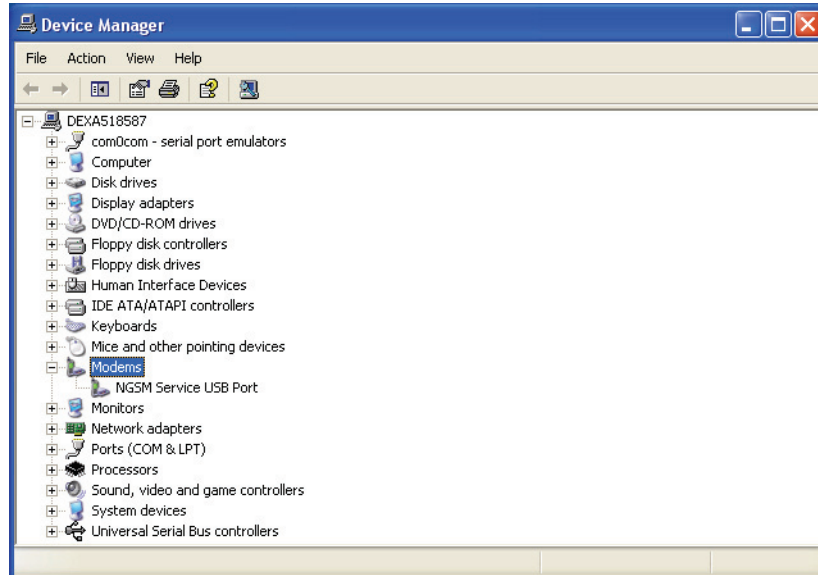 Device Manager
File Action View Help
DEXA518587
com0com - serial port emulators
Computer
Disk drives
Display adapters
DVD/CD-ROM drives
Floppy disk controllers
Floppy disk drives
Human Interface Devices
IDE ATA/ATAPI controllers
Keyboards
Mice and other pointing devices
Modems
NGSM Service USB Port
Monitors
Network adapters
Ports (COM & LPT)
Processors
Sound, video and game controllers
System devices
Universal Serial Bus controllers